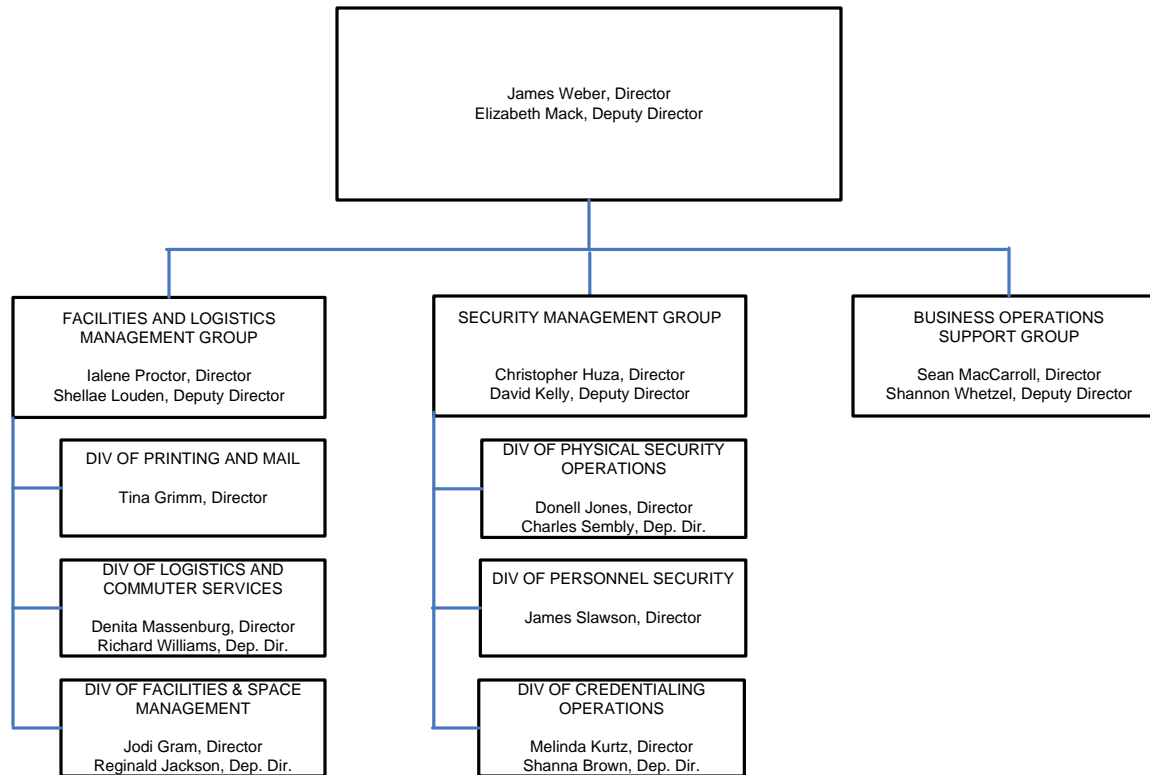 James Weber, Director
Elizabeth Mack, Deputy Director
FACILITIES AND LOGISTICS
MANAGEMENT GROUP
Ialene Proctor, Director
Shellae Louden, Deputy Director
DIV OF PRINTING AND MAIL
Tina Grimm, Director
DIV OF LOGISTICS AND
COMMUTER SERVICES
Denita Massenburg, Director
Richard Williams, Dep. Dir.
DIV OF FACILITIES & SPACE
MANAGEMENT
Jodi Gram, Director
Reginald Jackson, Dep. Dir.
SECURITY MANAGEMENT GROUP
Christopher Huza, Director
David Kelly, Deputy Director
DIV OF PHYSICAL SECURITY
OPERATIONS
Donell Jones, Director
Charles Sembly, Dep. Dir.
DIV OF PERSONNEL SECURITY
James Slawson, Director
DIV OF CREDENTIALING
OPERATIONS
Melinda Kurtz, Director
Shanna Brown, Dep. Dir.
BUSINESS OPERATIONS
SUPPORT GROUP
Sean MacCarroll, Director
Shannon Whetzel, Deputy Director